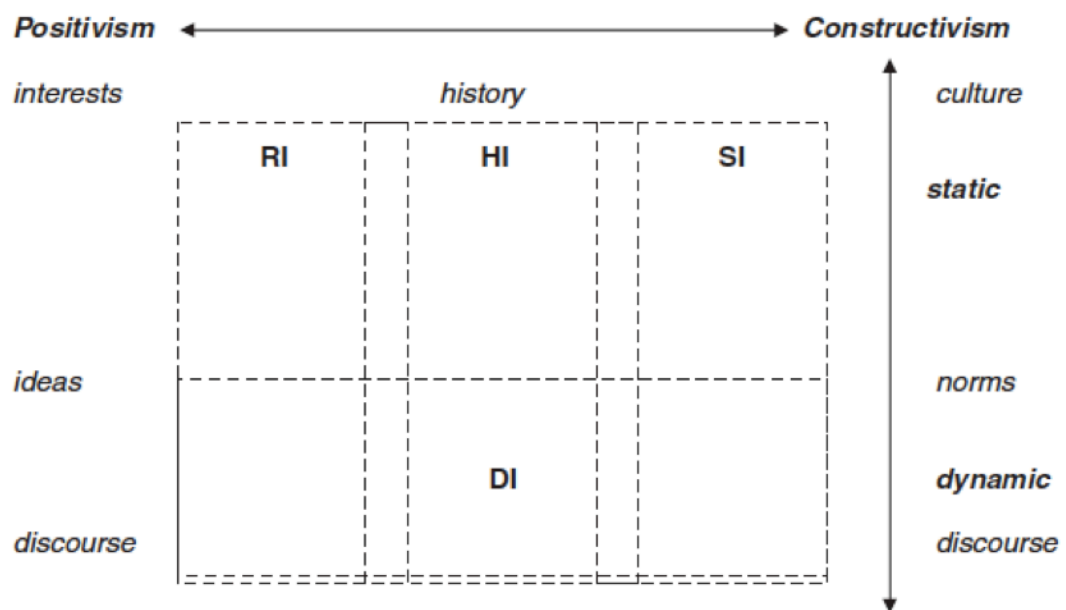 Positivism Constructivism
interests history culture
RI HI SI
static
ideas norms
DI dynamic
discourse discourse